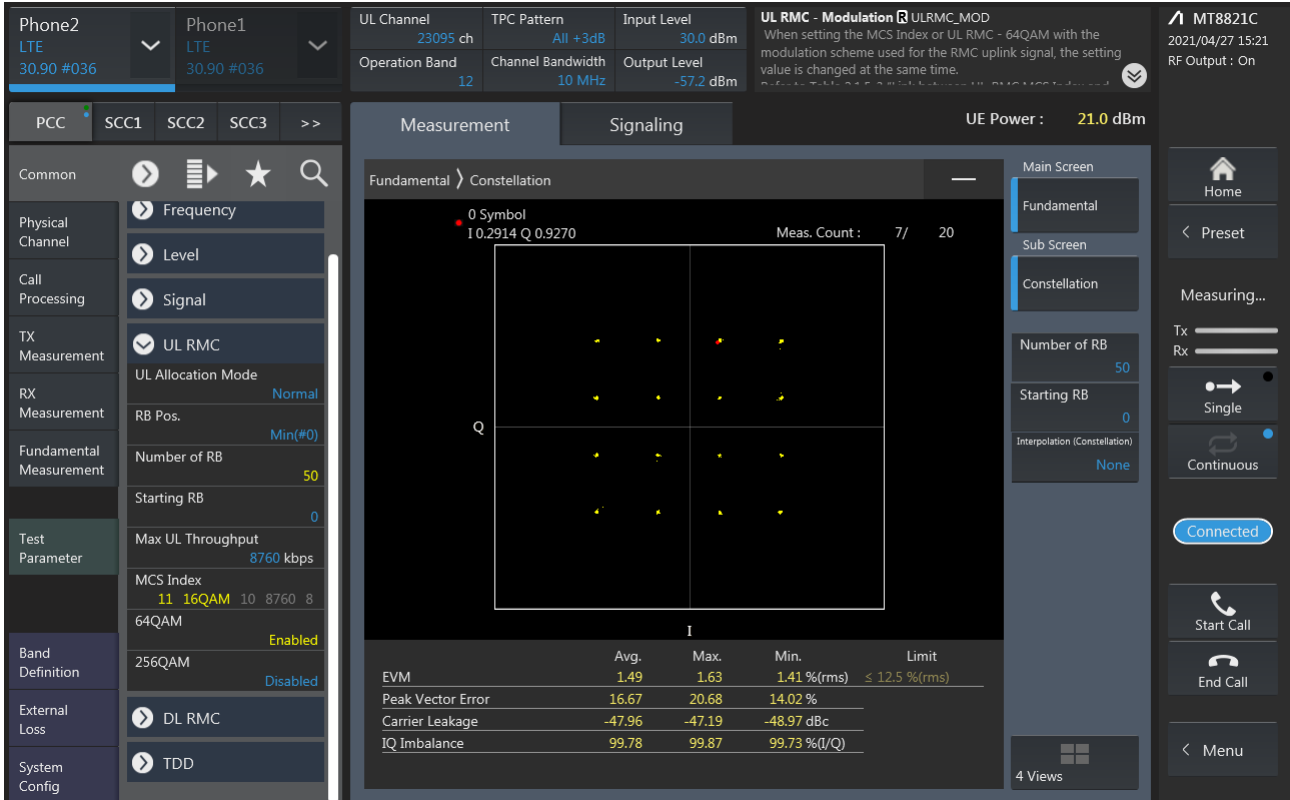 Phone2
LTE
30.90 #036
Phone1
LTE
30.90 #036
UL Channel
23095 ch
TPC Pattern
All +3dB
Input Level
30.0 dBm
Operation Band
12
Channel Bandwidth
10 MHz
Output Level
-57.2 dBm
UL RMC - Modulation R ULRMC_MOD
When setting the MCS Index or UL RMC - 64QAM with the
modulation scheme used for the RMC uplink signal, the setting
value is changed at the same time.
MT8821C
2021/04/27 15:21
RF Output : On
PCC
SCC1
SCC2
SCC3
>>
Measurement
Signaling
UE Power : 21.0 dBm
Common
Physical
Channel
Call
Processing
TX
Measurement
RX
Measurement
Fundamental
Measurement
Test
Parameter
Band
Definition
External
Loss
System
Config
Frequency
Level
Signal
UL RMC
UL Allocation Mode
Normal
RB Pos.
Min(#0)
Number of RB
50
Starting RB
0
Max UL Throughput
8760 kbps
MCS Index
11 16QAM 10 8760 8
64QAM
Enabled
256QAM
Disabled
DL RMC
TDD
Fundamental 〉 Constellation
0 Symbol
I 0.2914 Q 0.9270
Meas. Count : 7/ 20
Q
I
Avg. Max. Min. Limit
EVM 1.49 1.63 1.41 %(rms) ≤ 12.5 %(rms)
Peak Vector Error 16.67 20.68 14.02 %
Carrier Leakage -47.96 -47.19 -48.97 dBc
IQ Imbalance 99.78 99.87 99.73 %(I/Q)
Main Screen
Fundamental
Sub Screen
Constellation
Number of RB
50
Starting RB
0
Interpolation (Constellation)
None
4 Views
Home
< Preset
Measuring...
Tx
Rx
Single
Continuous
Connected
Start Call
End Call
< Menu